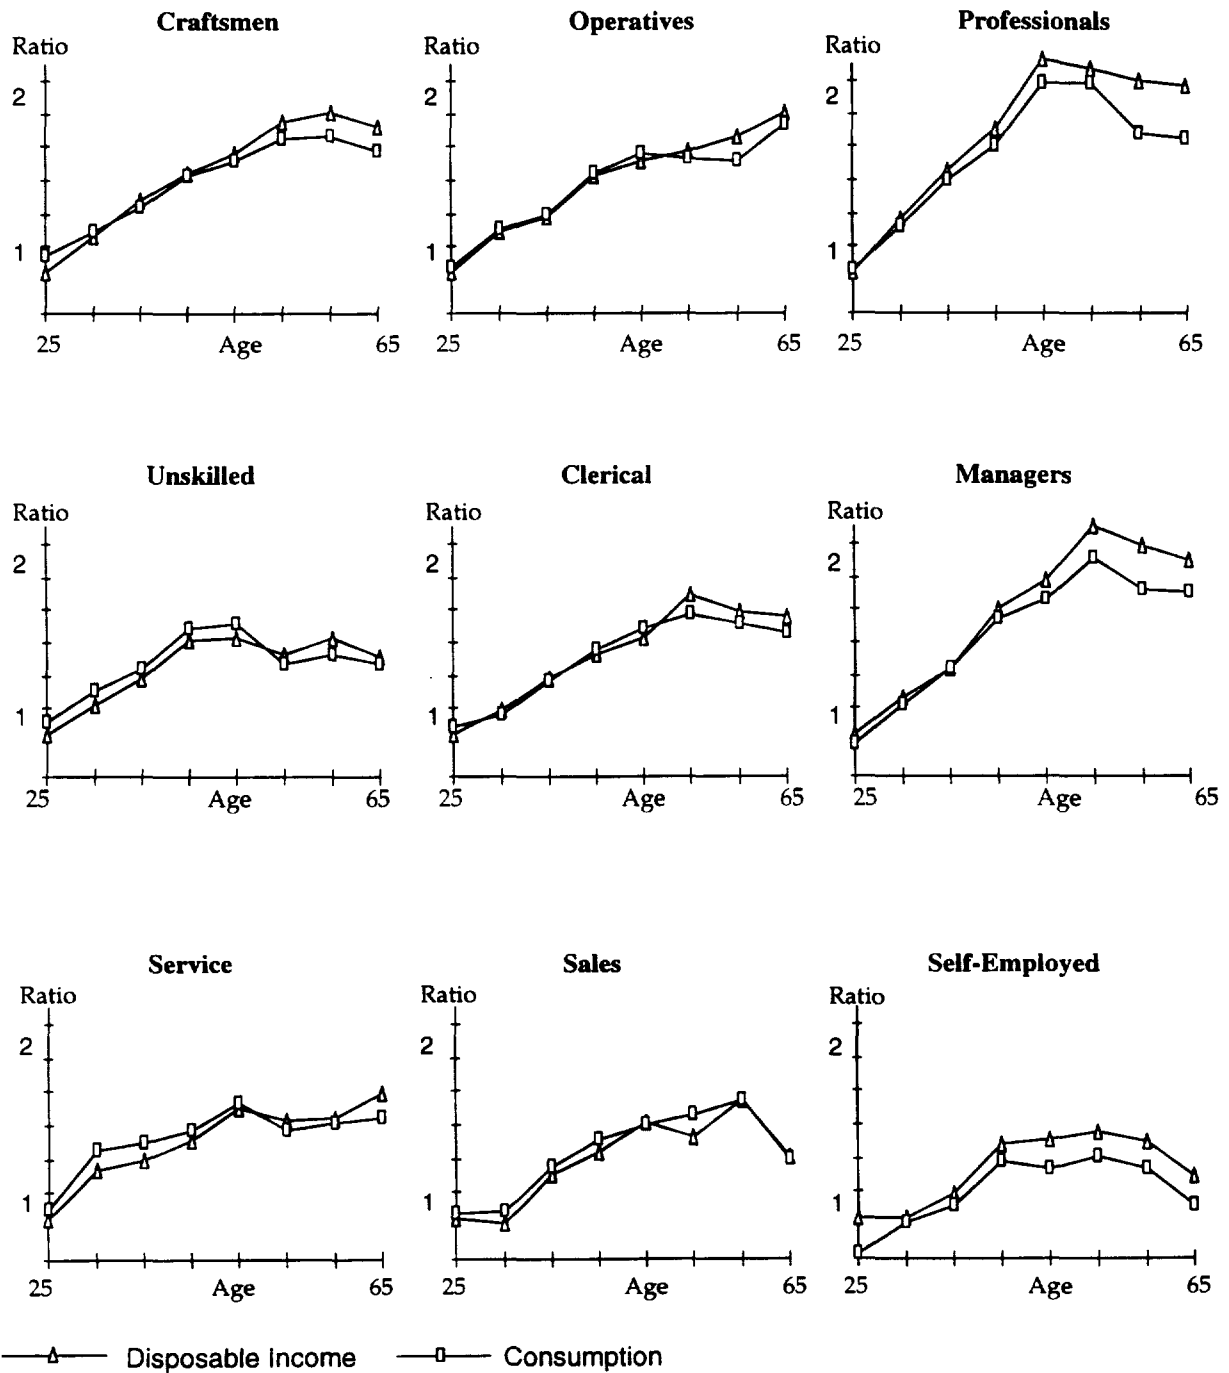 Craftsmen
Ratio
2
1
25 Age 65
Operatives
Ratio
2
1
25 Age 65
Professionals
Ratio
2
1
25 Age 65
Unskilled
Ratio
2
1
25 Age 65
Clerical
Ratio
2
1
25 Age 65
Managers
Ratio
2
1
25 Age 65
Service
Ratio
2
1
25 Age 65
Sales
Ratio
2
1
25 Age 65
Self-Employed
Ratio
2
1
25 Age 65
Disposable Income Consumption